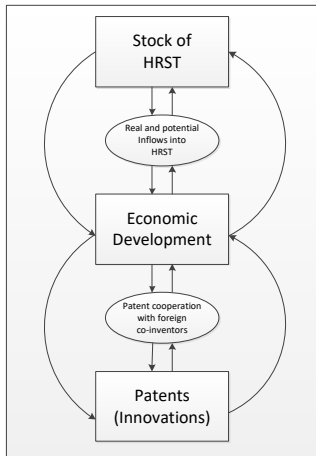 Stock of
HRST
Real and potential
Inflows into
HRST
Economic
Development
Patent cooperation
with foreign
co-inventors
Patents
(Innovations)